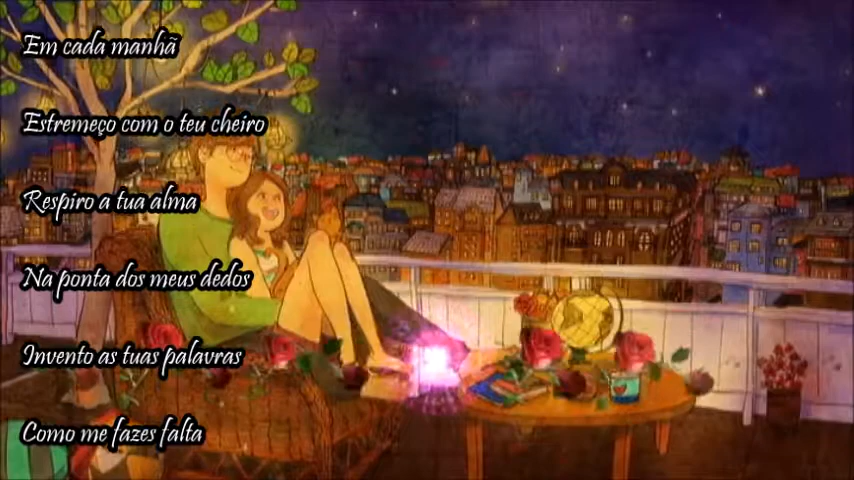 Em cada manhã
Estremeço com o teu cheiro
Respiro a tua alma
Na ponta dos meus dedos
Invento as tuas palavras
Como me fazes falta